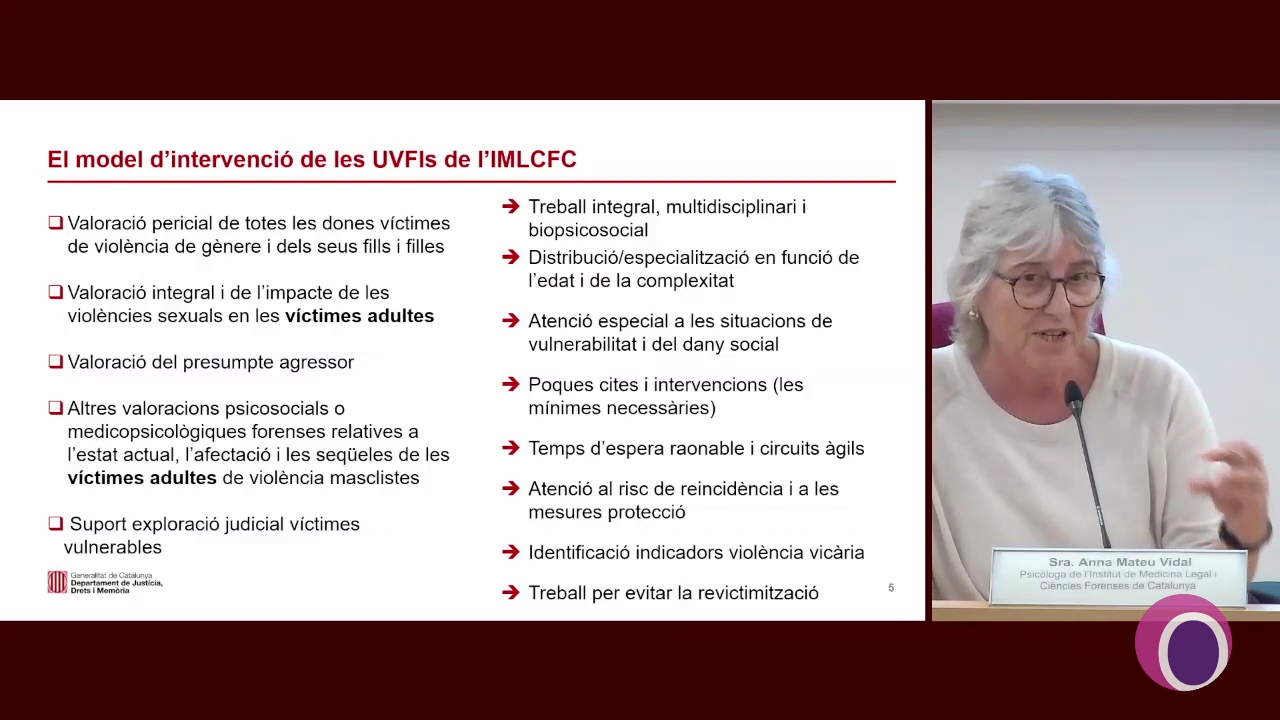 El model d’intervenció de les UVFIs de l’IMLCFC
Valoració pericial de totes les dones víctimes
de violència de gènere i dels seus fills i filles
Valoració integral i de l’impacte de les
violències sexuals en les víctimes adultes
Valoració del presumpte agressor
Altres valoracions psicosocials o
medicopsicològiques forenses relatives a
l’estat actual, l’afectació i les seqüeles de les
víctimes adultes de violència masclistes
Suport exploració judicial víctimes
vulnerables
Treball integral, multidisciplinari i
biopsicosocial
Distribució/especialització en funció de
l’edat i de la complexitat
Atenció especial a les situacions de
vulnerabilitat i del dany social
Poques cites i intervencions (les
mínimes necessàries)
Temps d’espera raonable i circuits àgils
Atenció al risc de reincidència i a les
mesures protecció
Identificació indicadors violència vicària
Treball per evitar la revictimització
Generalitat de Catalunya
Departament de Justícia,
Drets i Memòria
5
Sra. Anna Mateu Vidal
Psicòloga de l’Institut de Medicina Legal i
Ciències Forenses de Catalunya